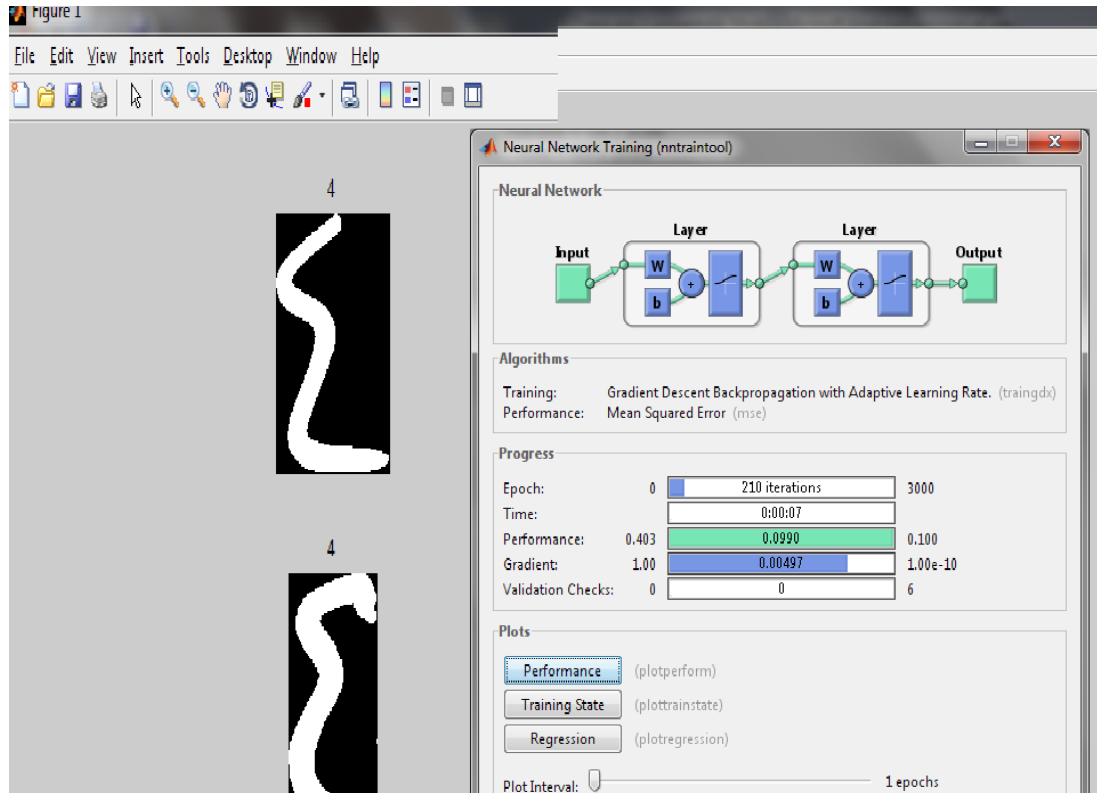 Figure 1
File Edit View Insert Tools Desktop Window Help
4
4
Neural Network Training (nntraintool)
Neural Network
Layer Layer
Input Output
W W
+ +
b b
Algorithms
Training: Gradient Descent Backpropagation with Adaptive Learning Rate. (traingdx)
Performance: Mean Squared Error (mse)
Progress
Epoch: 0 210 iterations 3000
Time: 0:00:07
Performance: 0.403 0.0990 0.100
Gradient: 1.00 0.00497 1.00e-10
Validation Checks: 0 0 6
Plots
Performance (plotperform)
Training State (plottrainstate)
Regression (plotregression)
Plot Interval: 1 epochs